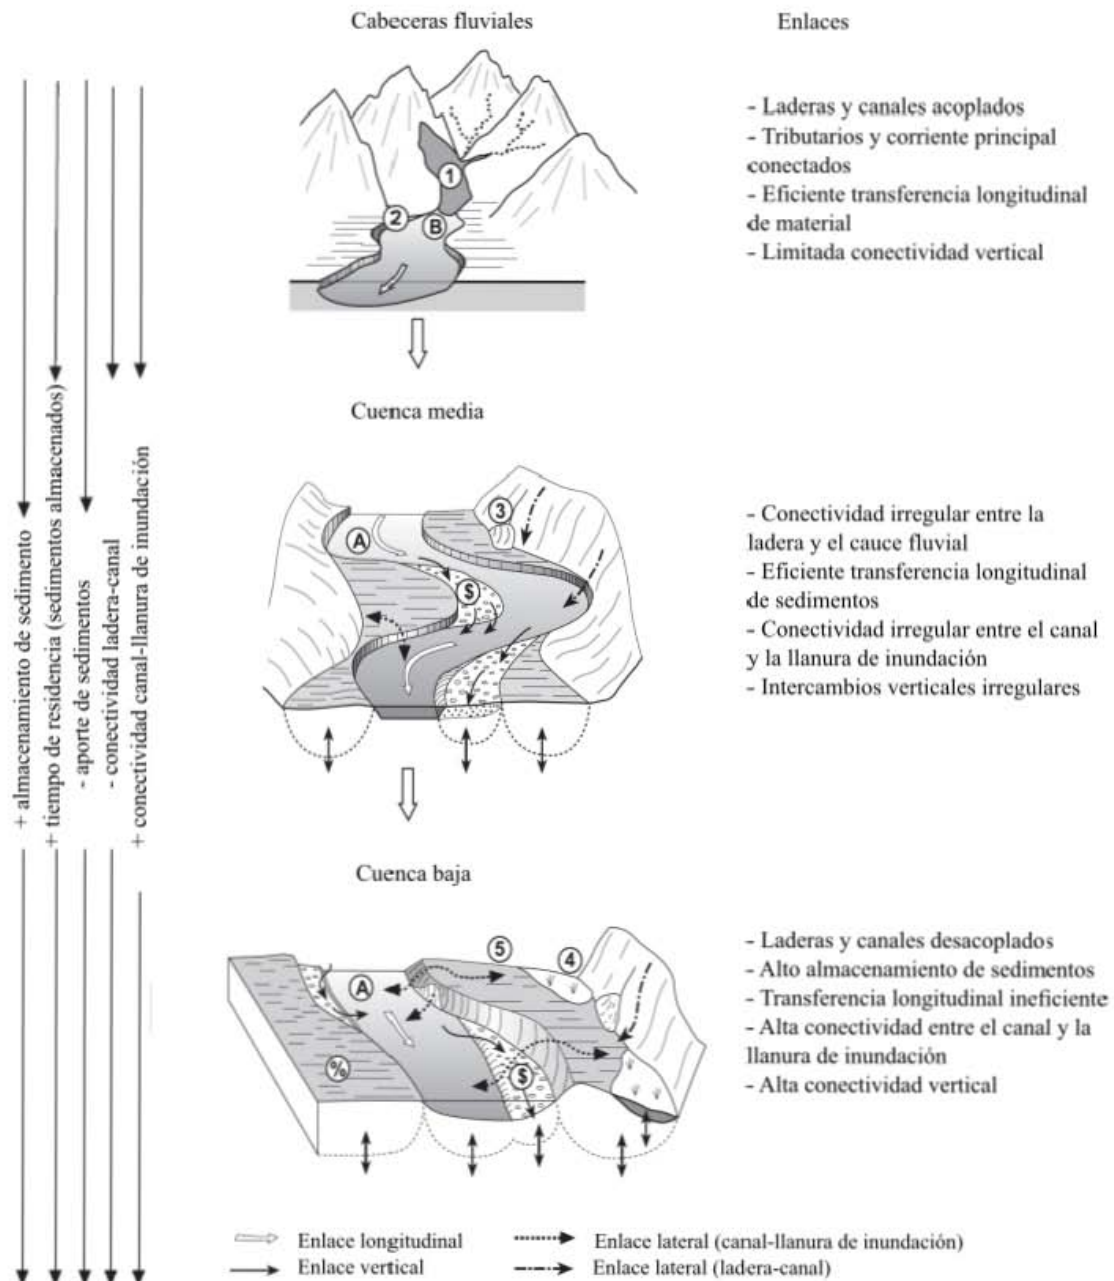 Cabeceras fluviales
Enlaces
- Laderas y canales acoplados
- Tributarios y corriente principal
conectados
- Eficiente transferencia longitudinal
de material
- Limitada conectividad vertical
1
2
B
Cuenca media
- Conectividad irregular entre la
ladera y el cauce fluvial
- Eficiente transferencia longitudinal
de sedimentos
- Conectividad irregular entre el canal
y la llanura de inundación
- Intercambios verticales irregulares
3
A
$
+ almacenamiento de sedimento
+ tiempo de residencia (sedimentos almacenados)
- aporte de sedimentos
- conectividad ladera-canal
+ conectividad canal-llanura de inundación
Cuenca baja
- Laderas y canales desacoplados
- Alto almacenamiento de sedimentos
- Transferencia longitudinal ineficiente
- Alta conectividad entre el canal y la
llanura de inundación
- Alta conectividad vertical
5
4
A
%
$
Enlace longitudinal
Enlace lateral (canal-llanura de inundación)
Enlace vertical
Enlace lateral (ladera-canal)